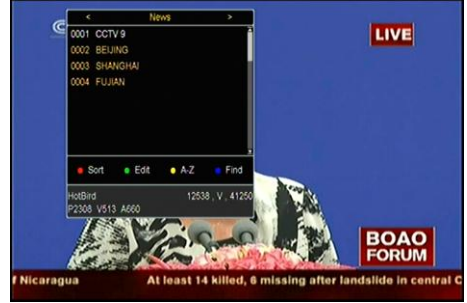 < News >
LIVE
0001 CCTV 9
0002 BEIJING
0003 SHANGHAI
0004 FUJIAN
Sort Edit A-Z Find
HotBird 12538 , V , 41250
P2308 V513 A660
BOAO
FORUM
f Nicaragua At least 14 killed, 6 missing after landslide in central C